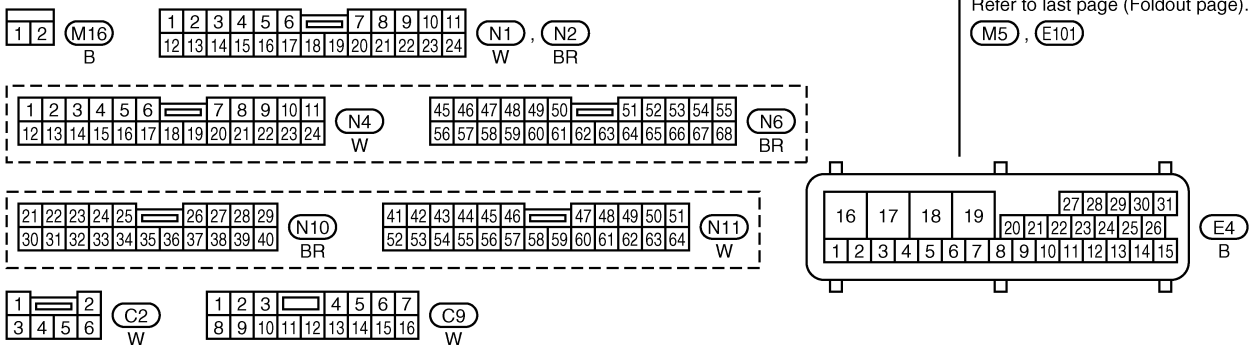 Refer to last page (Foldout page).
M5 , E101
1 2 M16
B
1 2 3 4 5 6 7 8 9 10 11
12 13 14 15 16 17 18 19 20 21 22 23 24
N1 , N2
W BR
1 2 3 4 5 6 7 8 9 10 11
12 13 14 15 16 17 18 19 20 21 22 23 24
N4
W
45 46 47 48 49 50 51 52 53 54 55
56 57 58 59 60 61 62 63 64 65 66 67 68
N6
BR
21 22 23 24 25 26 27 28 29
30 31 32 33 34 35 36 37 38 39 40
N10
BR
41 42 43 44 45 46 47 48 49 50 51
52 53 54 55 56 57 58 59 60 61 62 63 64
N11
W
16 17 18 19
27 28 29 30 31
20 21 22 23 24 25 26
1 2 3 4 5 6 7 8 9 10 11 12 13 14 15
E4
B
1 2
3 4 5 6
C2
W
1 2 3 4 5 6 7
8 9 10 11 12 13 14 15 16
C9
W